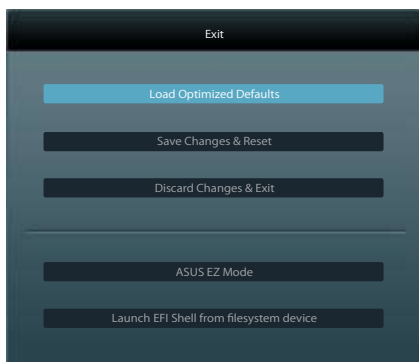 Exit
Load Optimized Defaults
Save Changes & Reset
Discard Changes & Exit
ASUS EZ Mode
Launch EFI Shell from filesystem device